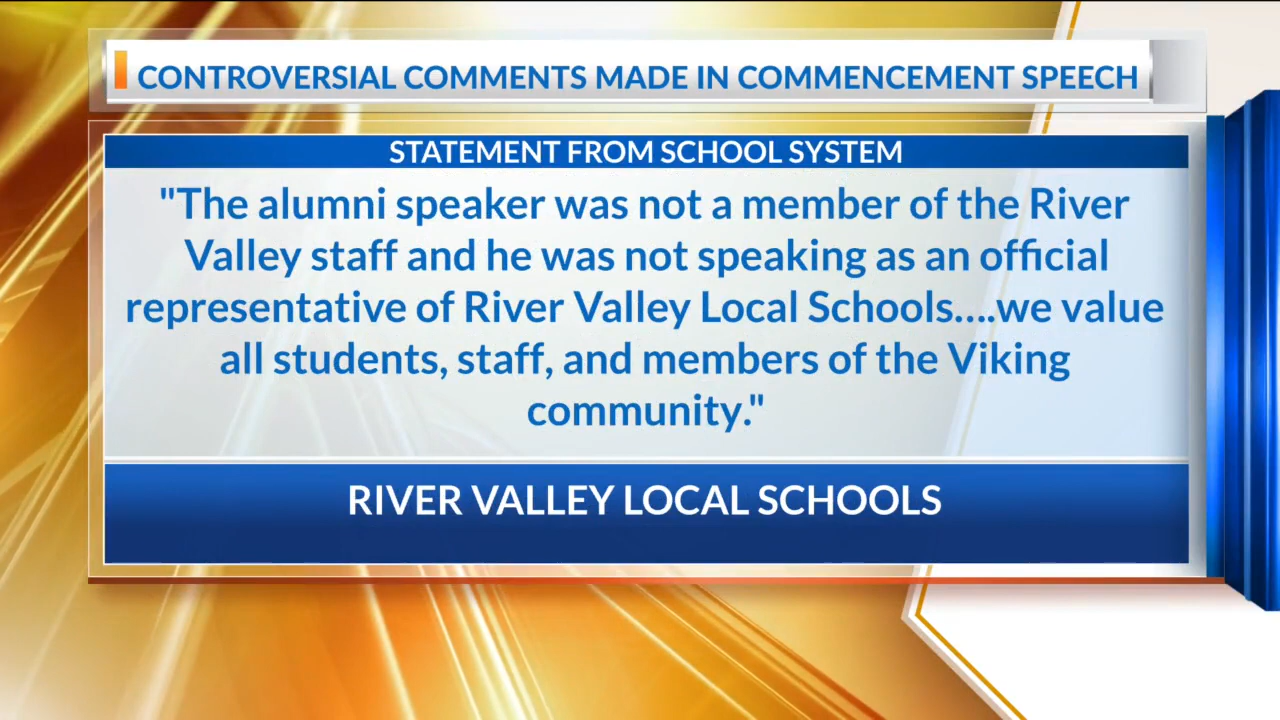 CONTROVERSIAL COMMENTS MADE IN COMMENCEMENT SPEECH
STATEMENT FROM SCHOOL SYSTEM
"The alumni speaker was not a member of the River
Valley staff and he was not speaking as an official
representative of River Valley Local Schools....we value
all students, staff, and members of the Viking
community."
RIVER VALLEY LOCAL SCHOOLS